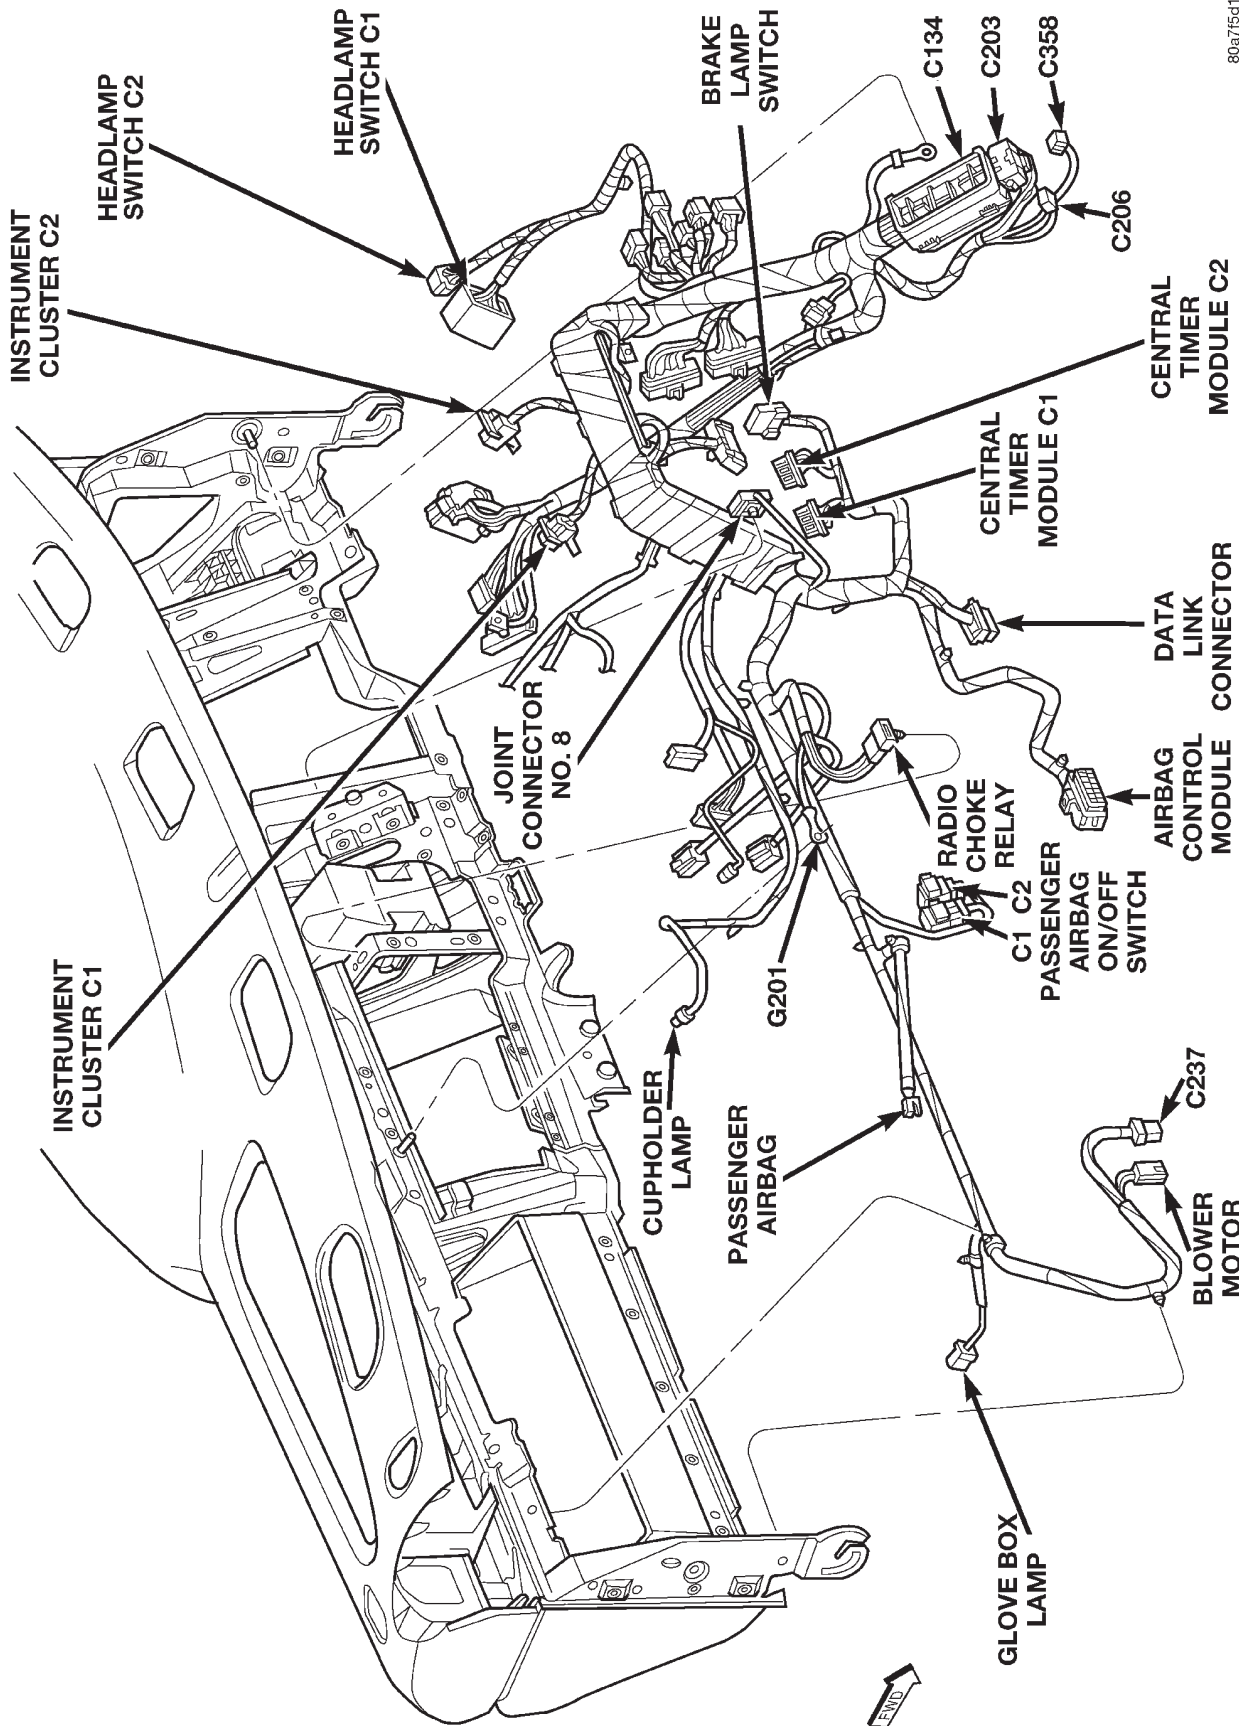 INSTRUMENT
CLUSTER C1
INSTRUMENT
CLUSTER C2
HEADLAMP
SWITCH C2
HEADLAMP
SWITCH C1
JOINT
CONNECTOR
NO. 8
CUPHOLDER
LAMP
BRAKE
LAMP
SWITCH
PASSENGER
AIRBAG
G201
C134
C203
C358
C206
RADIO
CHOKE
RELAY
C1 C2
PASSENGER
AIRBAG
ON/OFF
SWITCH
CENTRAL
TIMER
MODULE C1
CENTRAL
TIMER
MODULE C2
GLOVE BOX
LAMP
BLOWER
MOTOR
C237
AIRBAG
CONTROL
MODULE
DATA
LINK
CONNECTOR
FWD
80a7f5d1